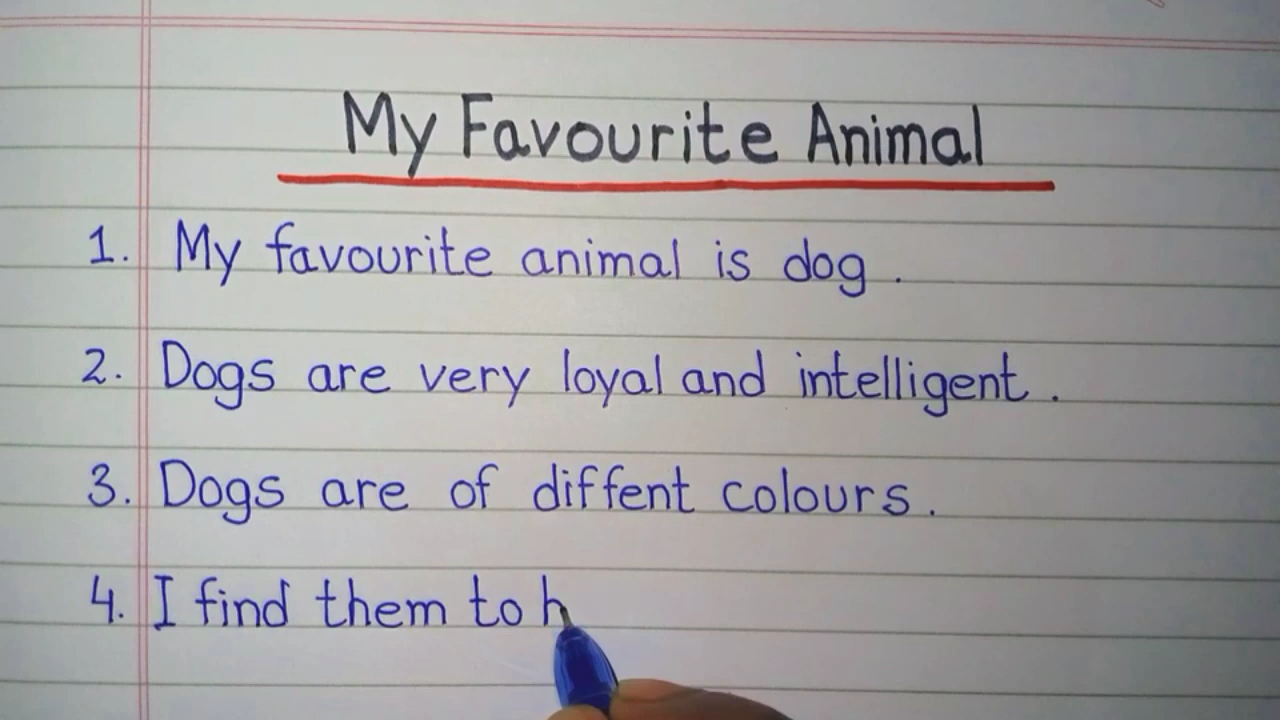 My Favourite Animal
1. My favourite animal is dog.
2. Dogs are very loyal and intelligent.
3. Dogs are of diffent colours.
4. I find them to